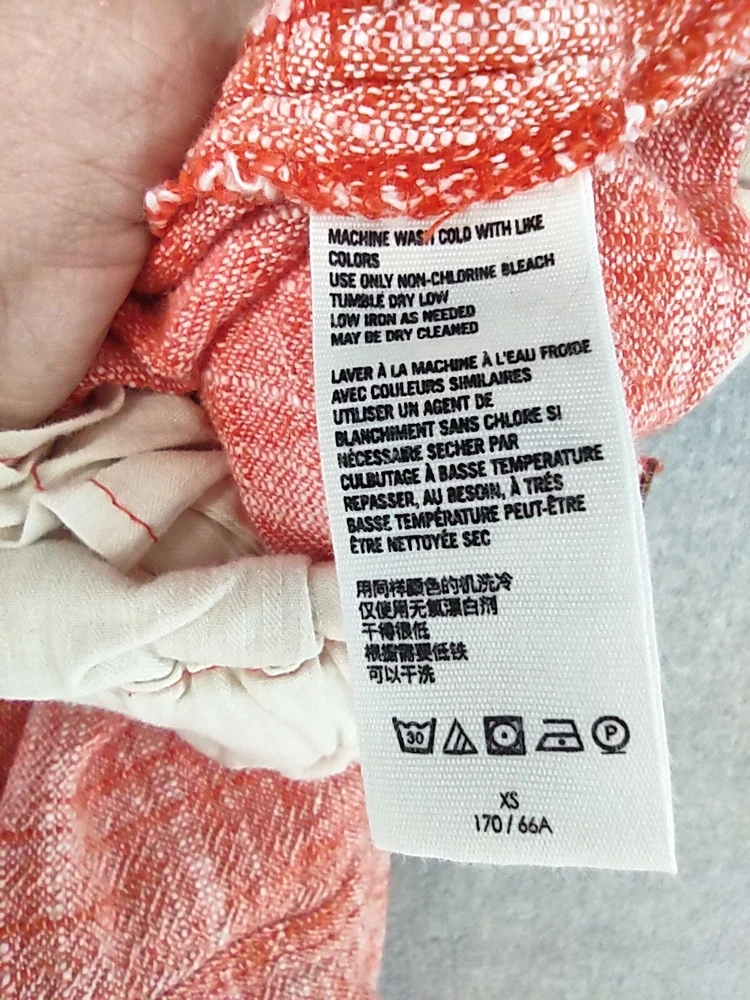 MACHINE WASH COLD WITH LIKE
COLORS
USE ONLY NON-CHLORINE BLEACH
TUMBLE DRY LOW
LOW IRON AS NEEDED
MAY BE DRY CLEANED
LAVER À LA MACHINE À L'EAU FROIDE
AVEC COULEURS SIMILAIRES
UTILISER UN AGENT DE
BLANCHIMENT SANS CHLORE SI
NÉCESSAIRE SECHER PAR
CULBUTAGE À BASSE TEMPERATURE
REPASSER, AU BESOIN, À TRÉS
BASSE TEMPÉRATURE PEUT-ÊTRE
ÊTRE NETTOYÉE SEC
用同样颜色的机洗冷
仅使用无氯漂白剂
干樽很低
根据需要低铁
可以干洗
30 P
XS
170 / 66A